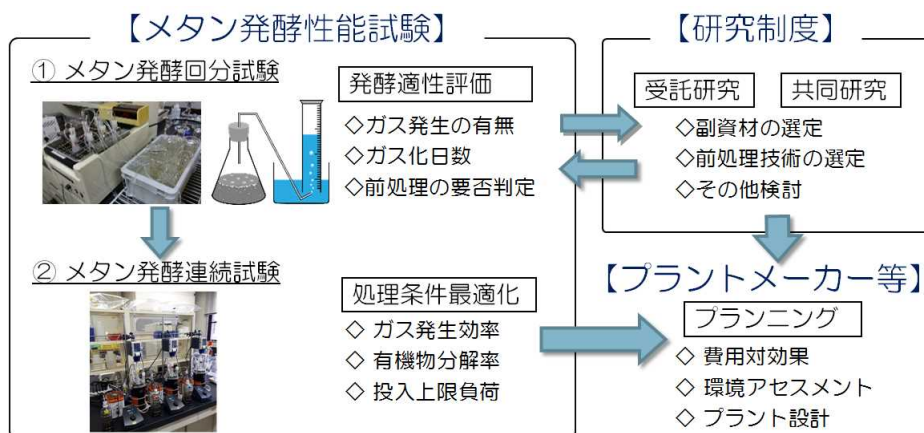 【メタン発酵性能試験】
① メタン発酵回分試験
発酵適性評価
◇ガス発生の有無
◇ガス化日数
◇前処理の要否判定
② メタン発酵連続試験
処理条件最適化
◇ ガス発生効率
◇ 有機物分解率
◇ 投入上限負荷
【研究制度】
受託研究 共同研究
◇副資材の選定
◇前処理技術の選定
◇その他検討
【プラントメーカー等】
プランニング
◇ 費用対効果
◇ 環境アセスメント
◇ プラント設計